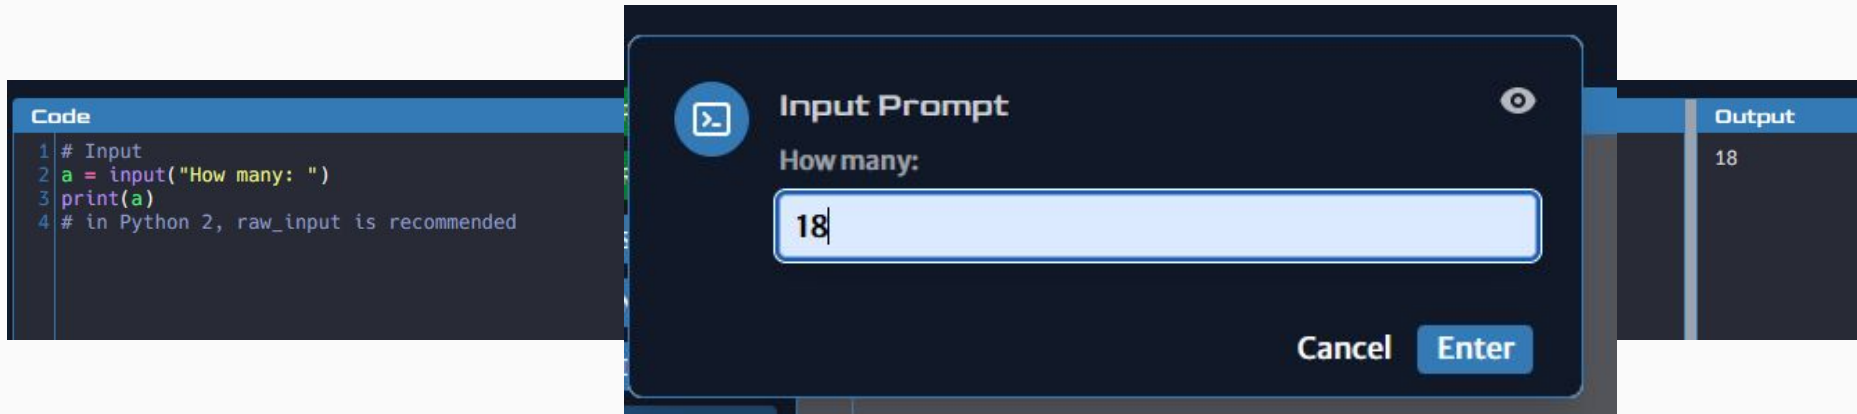 Code
1 # Input
2 a = input("How many: ")
3 print(a)
4 # in Python 2, raw_input is recommended
Input Prompt
How many:
18
Cancel Enter
Output
18